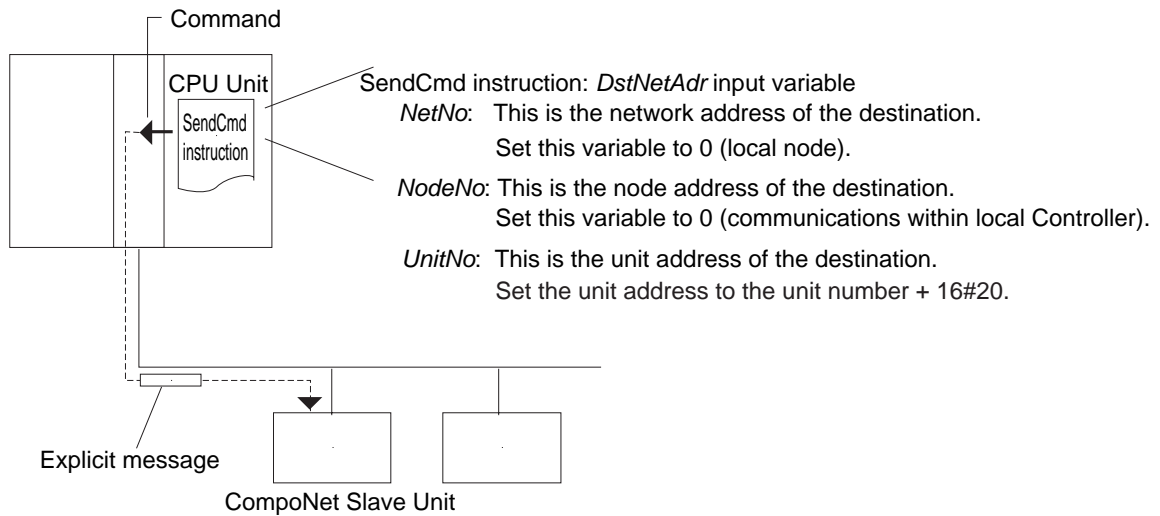 Command
CPU Unit
SendCmd
instruction
SendCmd instruction: DstNetAdr input variable
NetNo: This is the network address of the destination.
Set this variable to 0 (local node).
NodeNo: This is the node address of the destination.
Set this variable to 0 (communications within local Controller).
UnitNo: This is the unit address of the destination.
Set the unit address to the unit number + 16#20.
Explicit message
CompoNet Slave Unit